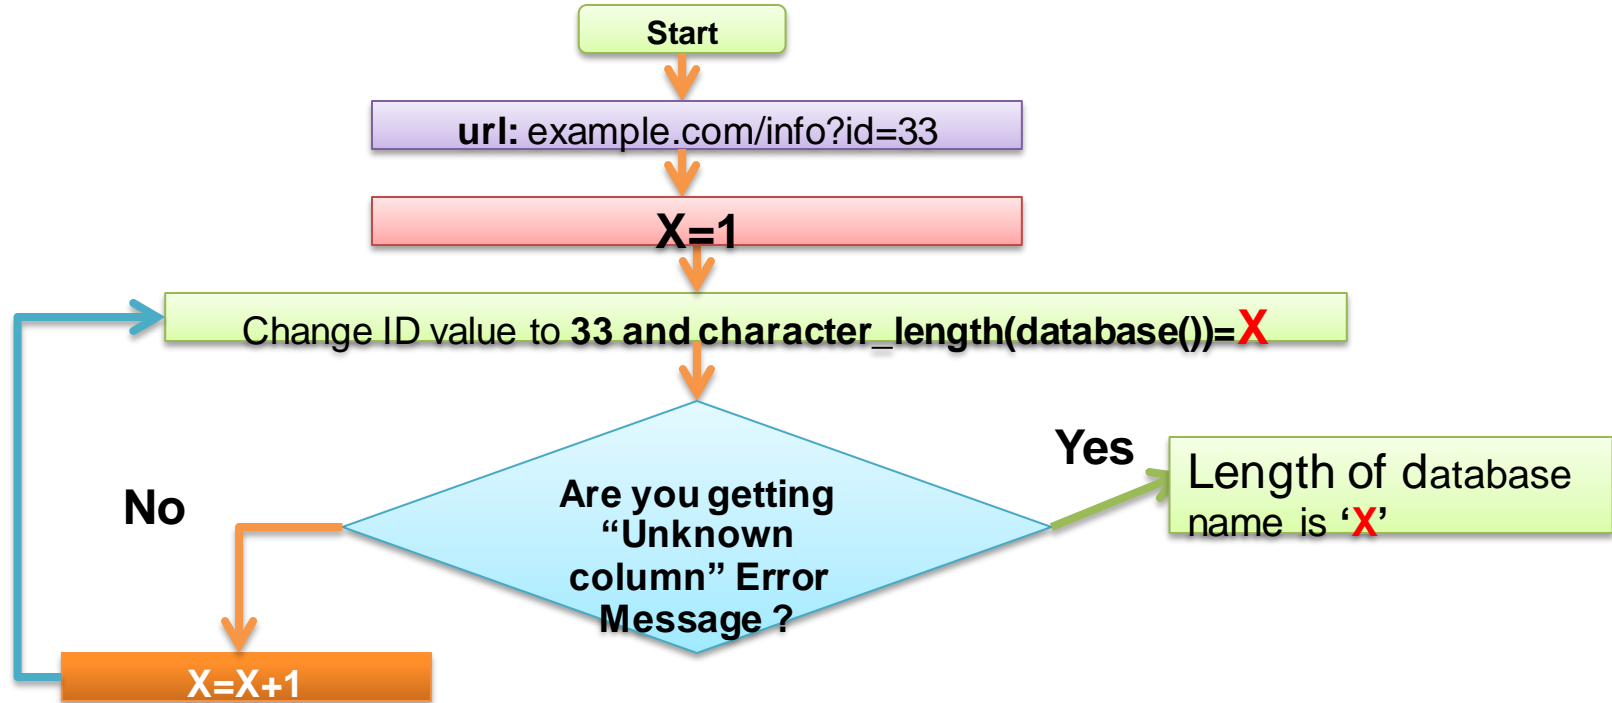 Start
url: example.com/info?id=33
X=1
Change ID value to 33 and character_length(database())=X
Are you getting
“Unknown
column” Error
Message ?
Yes
Length of database
name is ‘X’
No
X=X+1